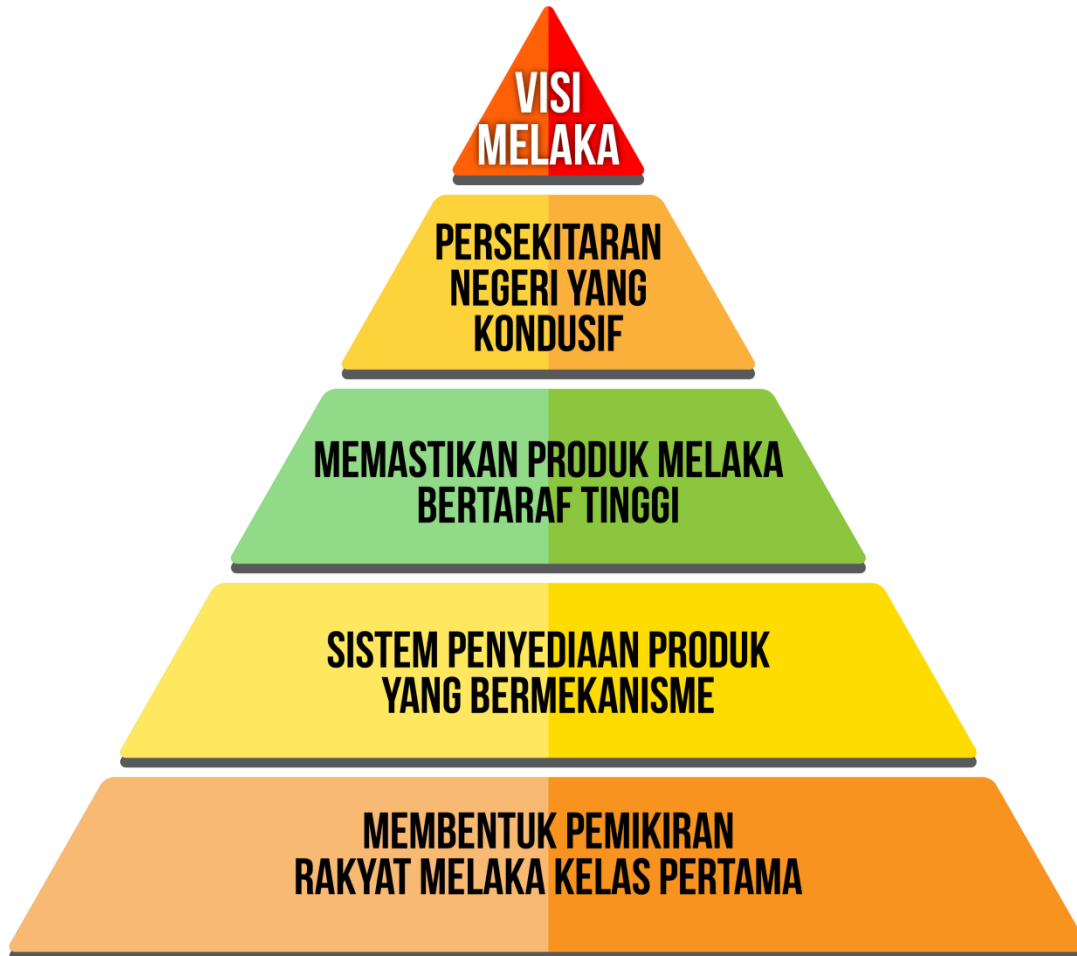 VISI
MELAKA
PERSEKITARAN
NEGERI YANG
KONDUSIF
MEMASTIKAN PRODUK MELAKA
BERTARAF TINGGI
SISTEM PENYEDIAAN PRODUK
YANG BERMEKANISME
MEMBENTUK PEMIKIRAN
RAKYAT MELAKA KELAS PERTAMA